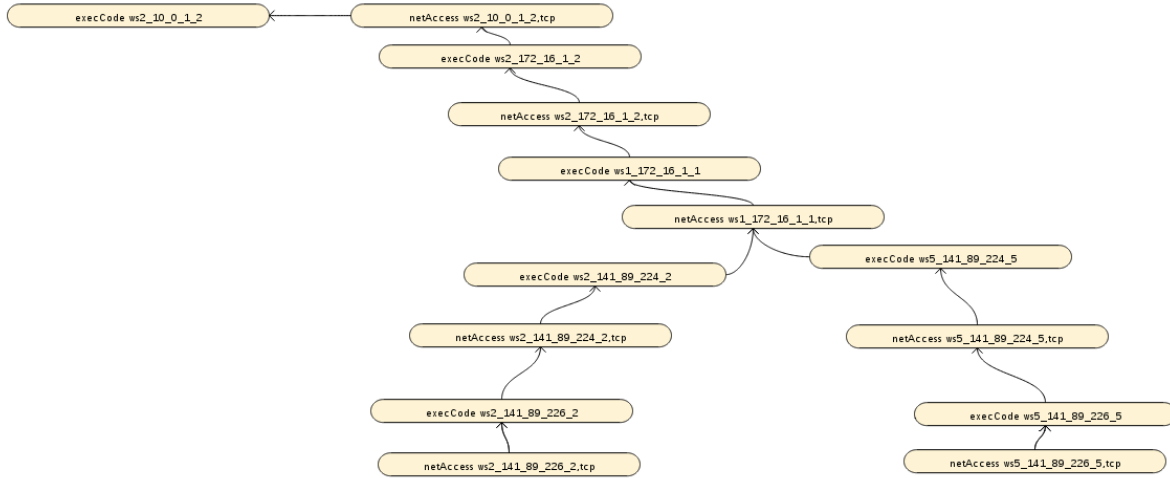 execCode ws2_10_0_1_2
netAccess ws2_10_0_1_2,tcp
execCode ws2_172_16_1_2
netAccess ws2_172_16_1_2,tcp
execCode ws1_172_16_1_1
netAccess ws1_172_16_1_1,tcp
execCode ws5_141_89_224_5
execCode ws2_141_89_224_2
netAccess ws2_141_89_224_2,tcp
netAccess ws5_141_89_224_5,tcp
execCode ws2_141_89_226_2
execCode ws5_141_89_226_5
netAccess ws2_141_89_226_2,tcp
netAccess ws5_141_89_226_5,tcp